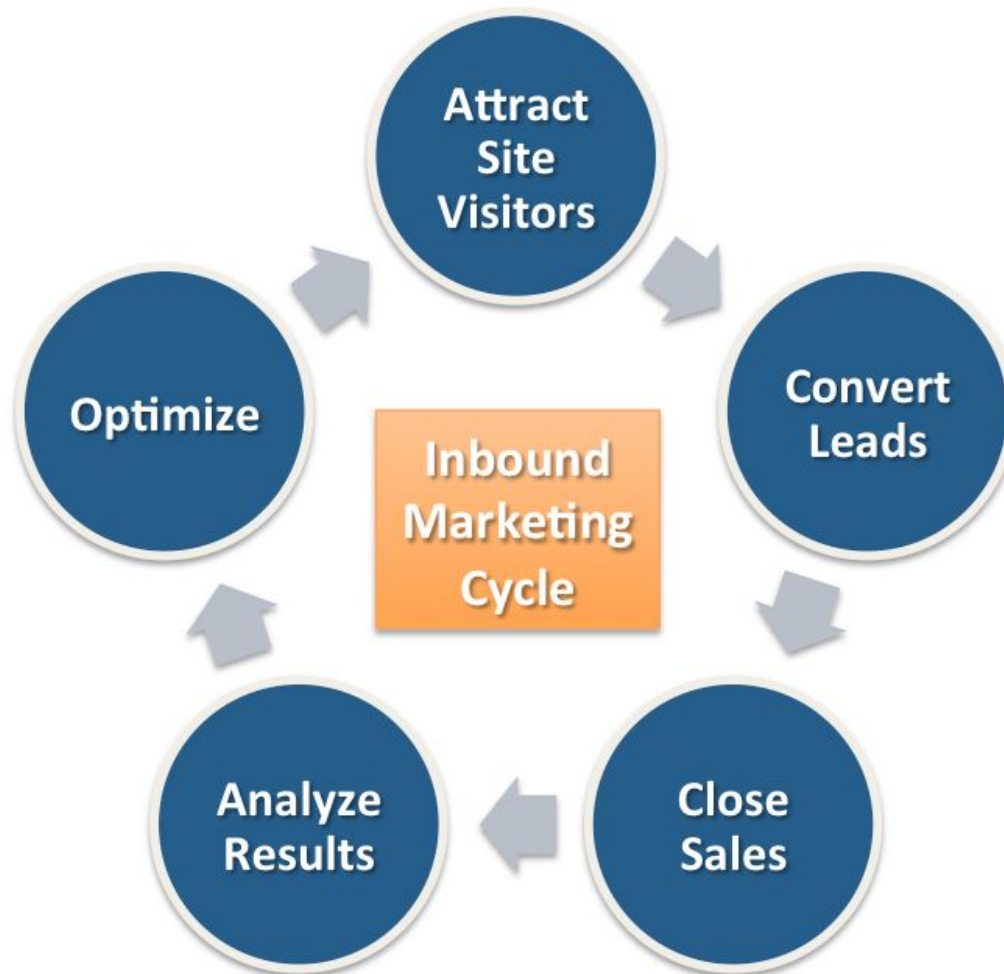 Attract
Site
Visitors
Convert
Leads
Close
Sales
Analyze
Results
Optimize
Inbound
Marketing
Cycle